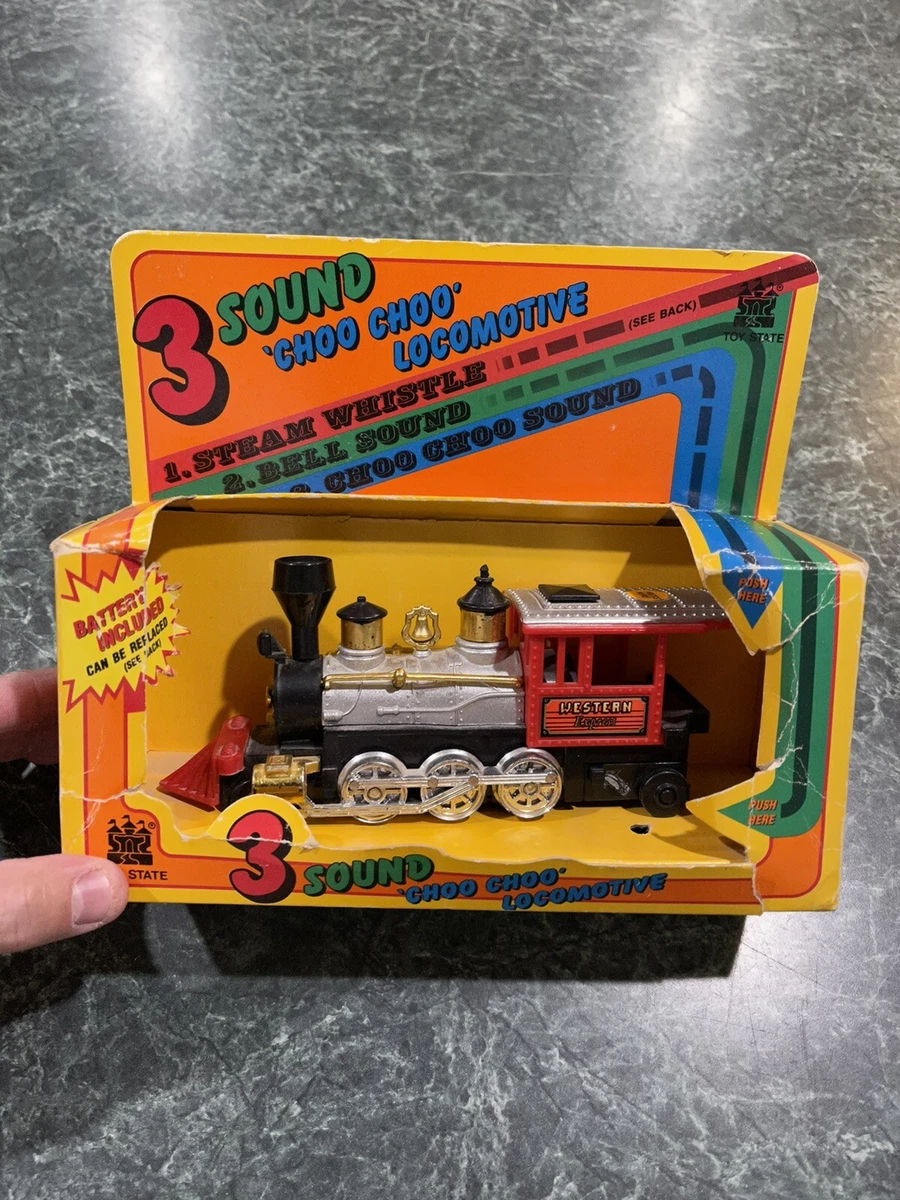 3 SOUND
'CHOO CHOO'
LOCOMOTIVE
(SEE BACK)
®
TOY STATE
1. STEAM WHISTLE
2. BELL SOUND
3. CHOO CHOO SOUND
BATTERY
INCLUDED
CAN BE REPLACED
(SEE BACK)
PUSH
HERE
WESTERN
Express
PUSH
HERE
®
STATE
3 SOUND
'CHOO CHOO'
LOCOMOTIVE